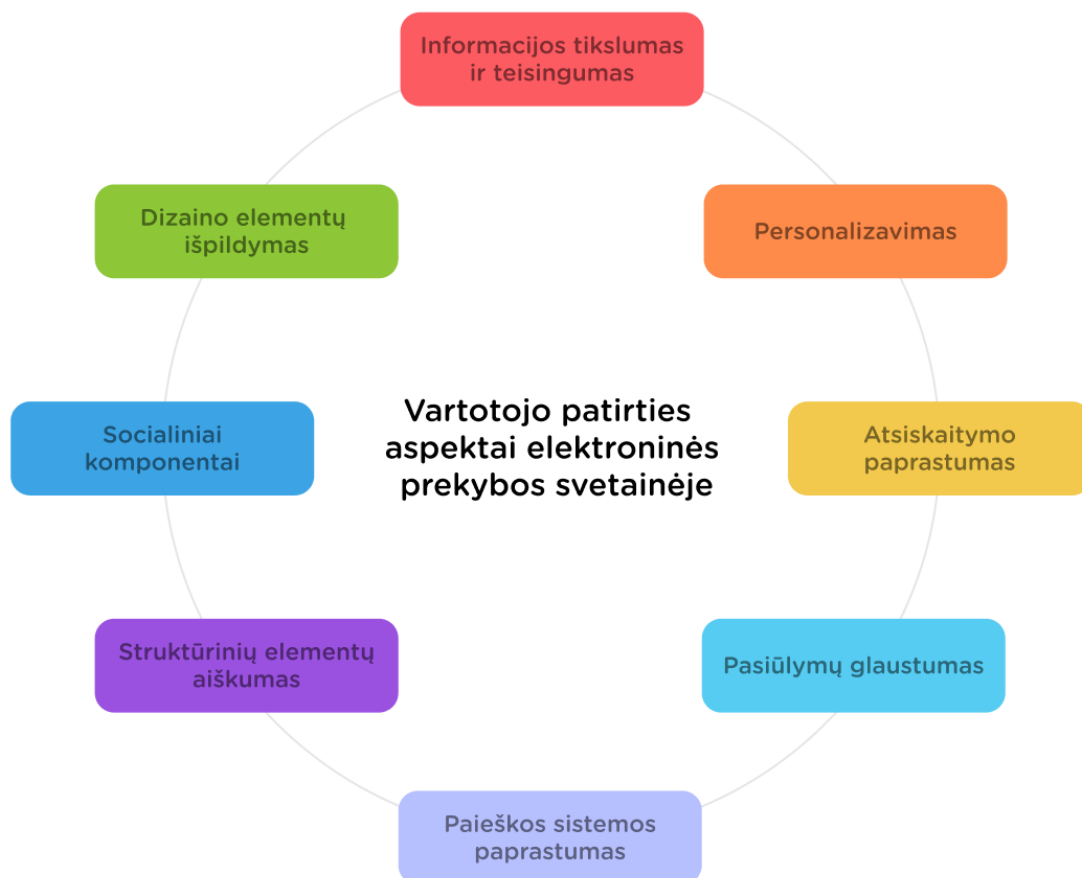 Informacijos tikslumas
ir teisingumas
Dizaino elementų
išpildymas
Personalizavimas
Vartotojo patirties
aspektai elektroninės
prekybos svetainėje
Socialiniai
komponentai
Atsiskaitymo
paprastumas
Struktūrinių elementų
aiškumas
Pasiūlymų glaustumas
Paieškos sistemos
paprastumas